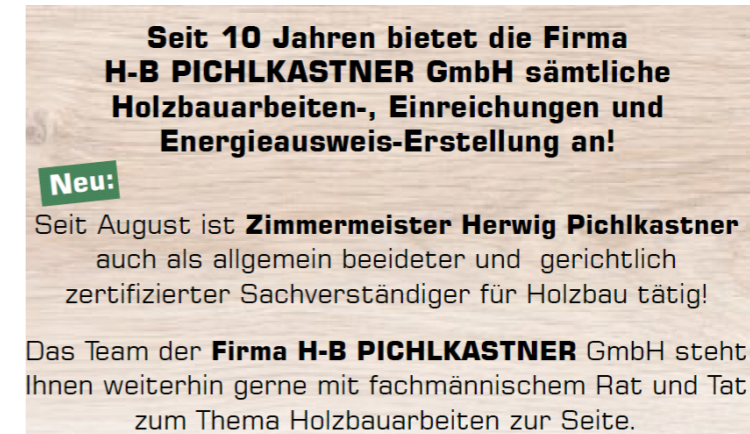 Seit 10 Jahren bietet die Firma
H-B PICHLKASTNER GmbH sämtliche
Holzbauarbeiten-, Einreichungen und
Energieausweis-Erstellung an!
Neu:
Seit August ist Zimmermeister Herwig Pichlkastner
auch als allgemein beeideter und gerichtlich
zertifizierter Sachverständiger für Holzbau tätig!
Das Team der Firma H-B PICHLKASTNER GmbH steht
Ihnen weiterhin gerne mit fachmännischem Rat und Tat
zum Thema Holzbauarbeiten zur Seite.